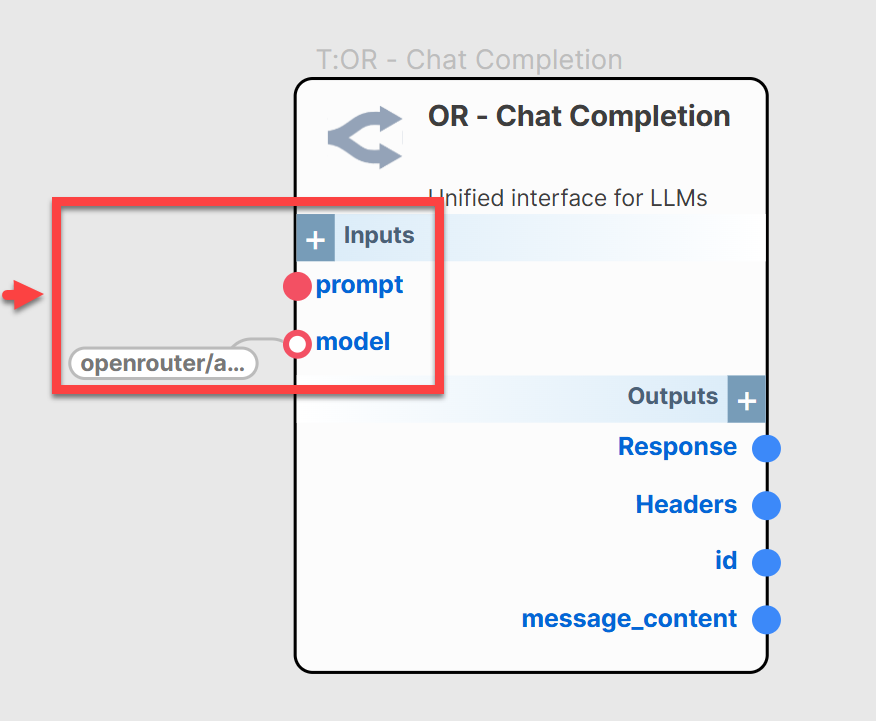 T:OR - Chat Completion
OR - Chat Completion
Unified interface for LLMs
+ Inputs
prompt
model
openrouter/a...
Outputs +
Response
Headers
id
message_content